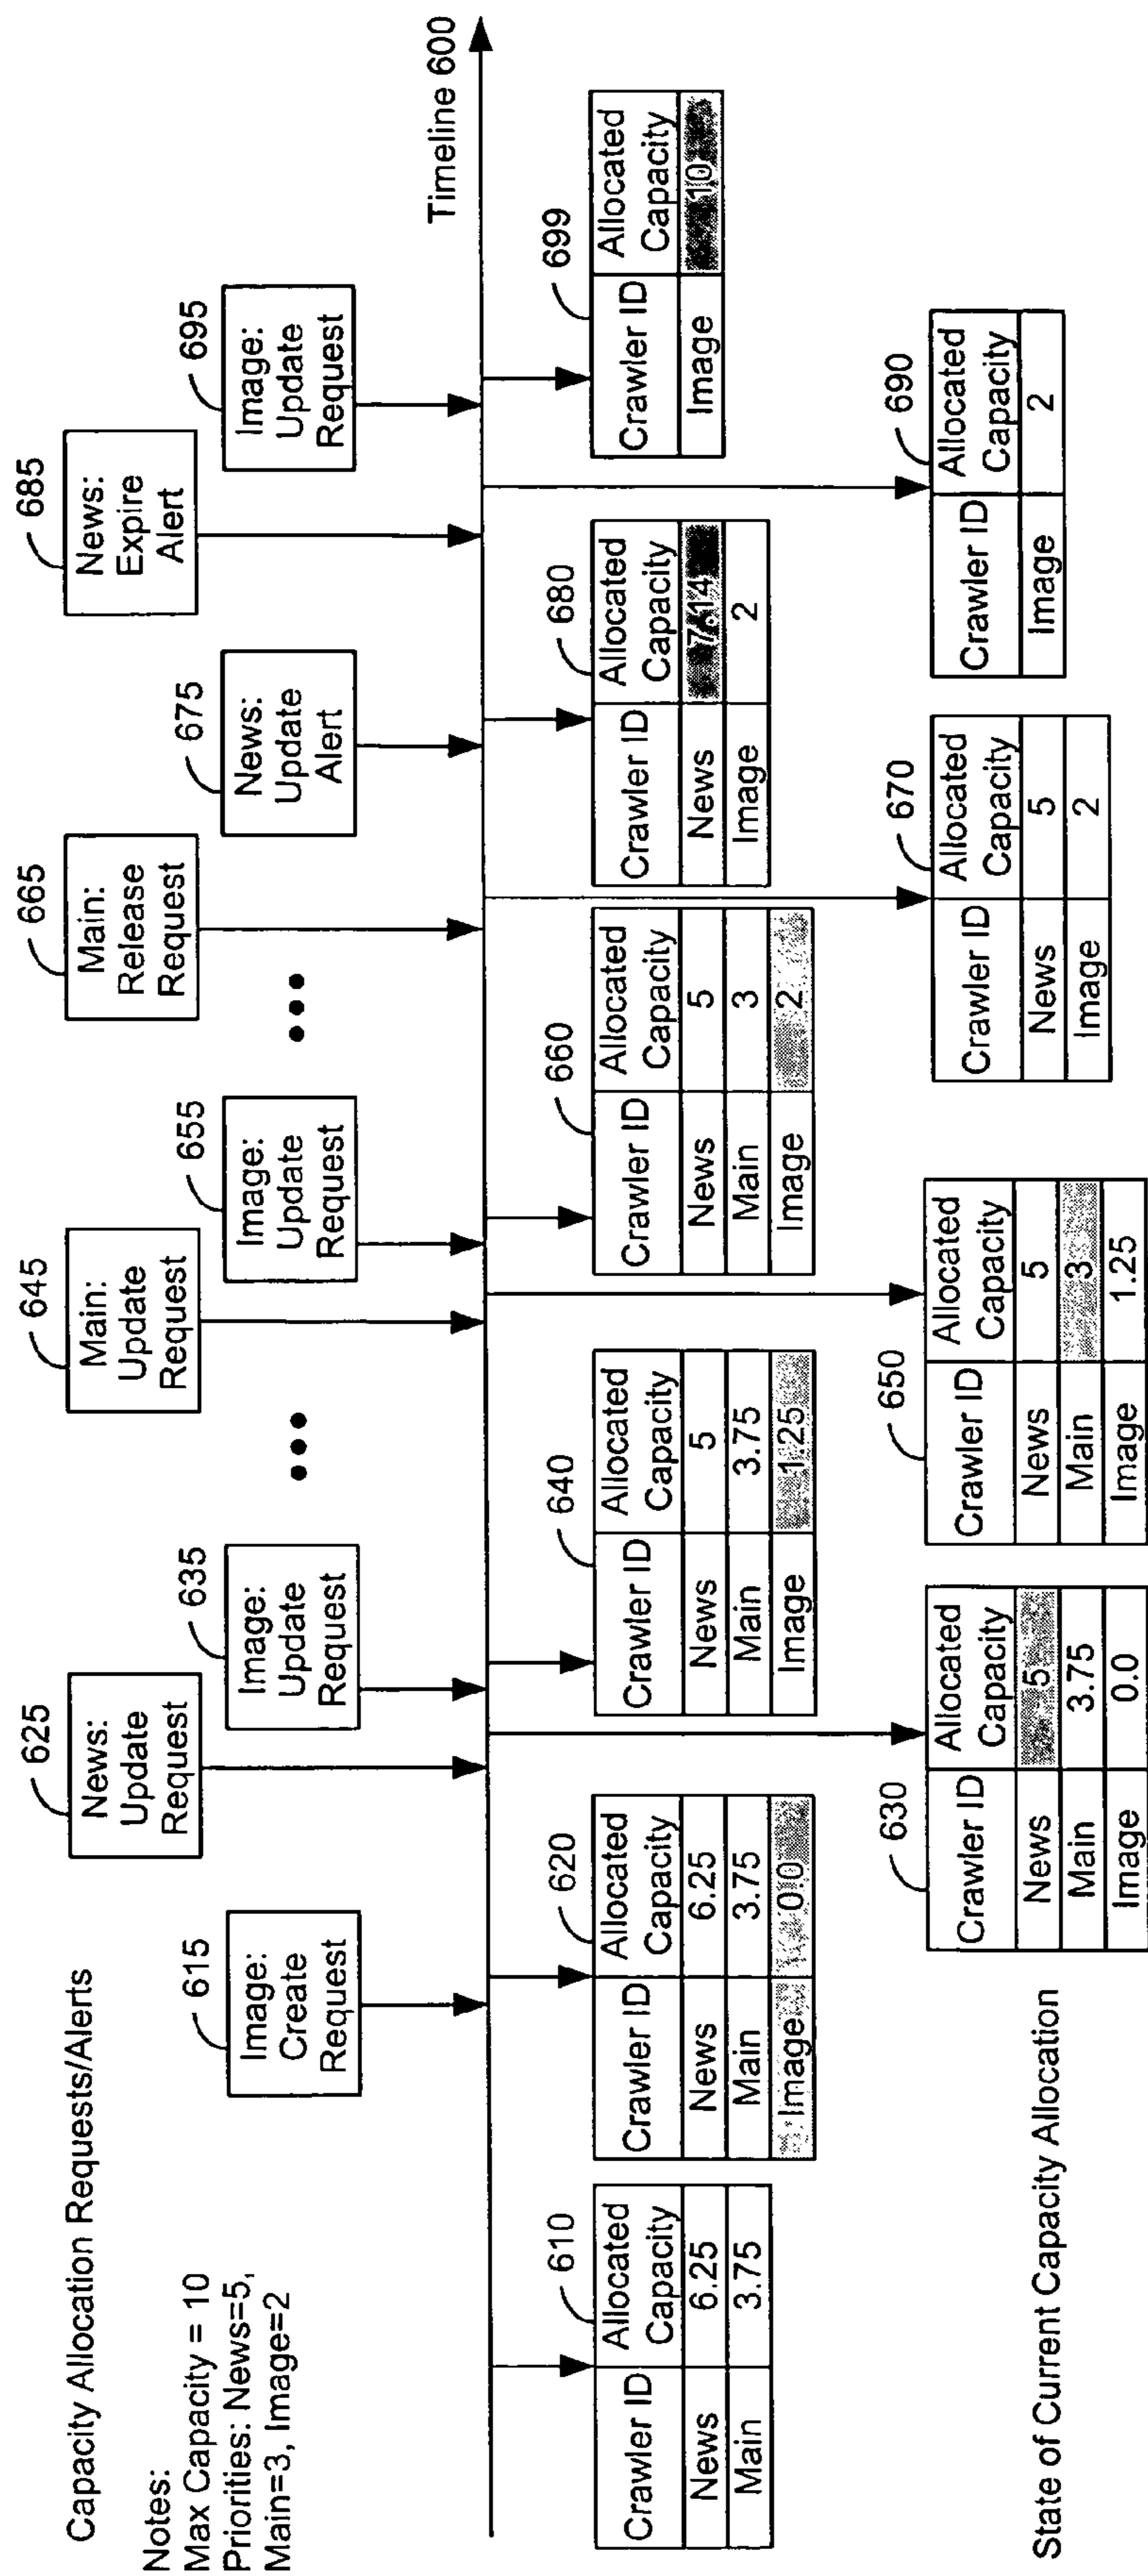 Capacity Allocation Requests/Alerts
Notes:
Max Capacity = 10
Priorities: News=5,
Main=3, Image=2
615
Image:
Create
Request
625
News:
Update
Request
635
Image:
Update
Request
645
Main:
Update
Request
655
Image:
Update
Request
665
Main:
Release
Request
675
News:
Update
Alert
685
News:
Expire
Alert
695
Image:
Update
Request
Timeline 600
610
Crawler ID Allocated Capacity
News 6.25
Main 3.75
620
Crawler ID Allocated Capacity
News 6.25
Main 3.75
Image 0.0
630
Crawler ID Allocated Capacity
News 5
Main 3.75
Image 0.0
640
Crawler ID Allocated Capacity
News 5
Main 3.75
Image 1.25
650
Crawler ID Allocated Capacity
News 5
Main 3
Image 1.25
660
Crawler ID Allocated Capacity
News 5
Main 3
Image 2
670
Crawler ID Allocated Capacity
News 5
Image 2
680
Crawler ID Allocated Capacity
News 7.14
Image 2
690
Crawler ID Allocated Capacity
Image 2
699
Crawler ID Allocated Capacity
Image 10
State of Current Capacity Allocation